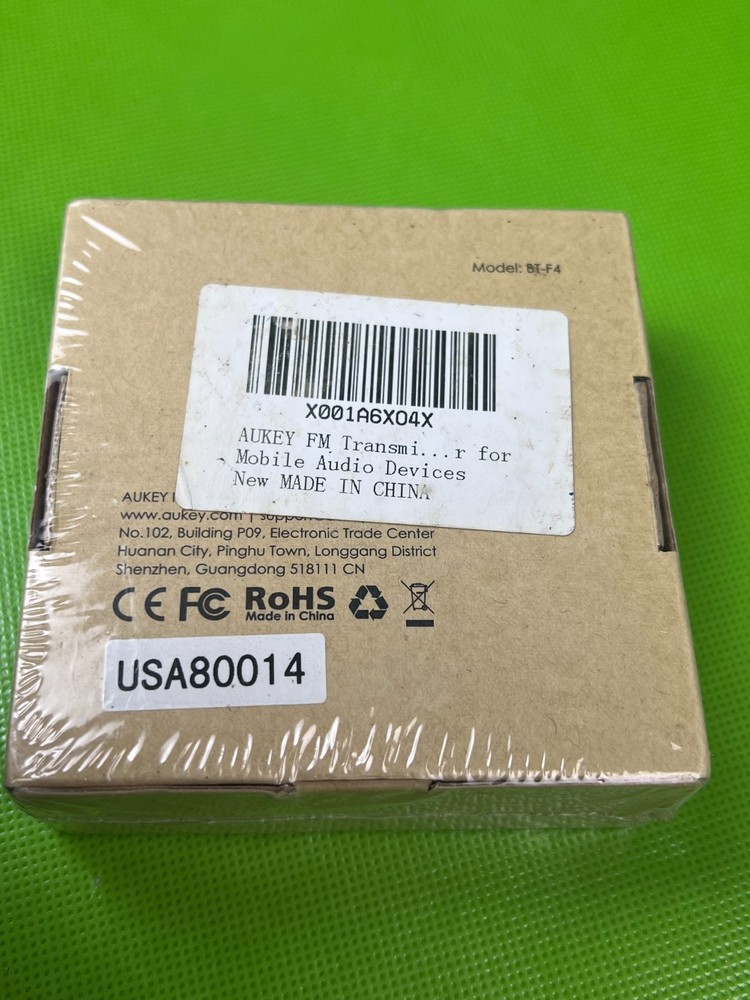 Model: BT-F4
X001A6XO4X
AUKEY FM Transmi...r for
Mobile Audio Devices
New MADE IN CHINA
AUKEY
www.aukey.com |
No.102, Building P09, Electronic Trade Center
Huanan City, Pinghu Town, Longgang District
Shenzhen, Guangdong 518111 CN
CE FC RoHS
Made in China
USA80014